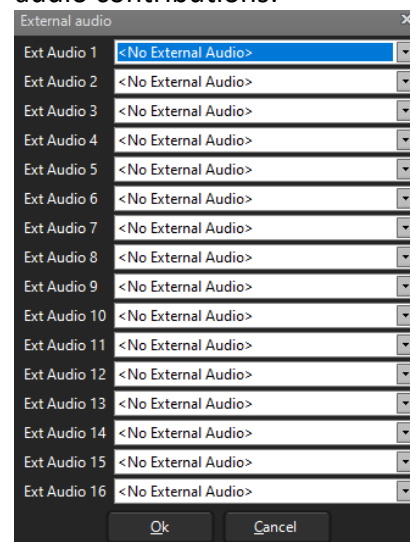 audio contributions.
External audio
Ext Audio 1 <No External Audio>
Ext Audio 2 <No External Audio>
Ext Audio 3 <No External Audio>
Ext Audio 4 <No External Audio>
Ext Audio 5 <No External Audio>
Ext Audio 6 <No External Audio>
Ext Audio 7 <No External Audio>
Ext Audio 8 <No External Audio>
Ext Audio 9 <No External Audio>
Ext Audio 10 <No External Audio>
Ext Audio 11 <No External Audio>
Ext Audio 12 <No External Audio>
Ext Audio 13 <No External Audio>
Ext Audio 14 <No External Audio>
Ext Audio 15 <No External Audio>
Ext Audio 16 <No External Audio>
Ok Cancel